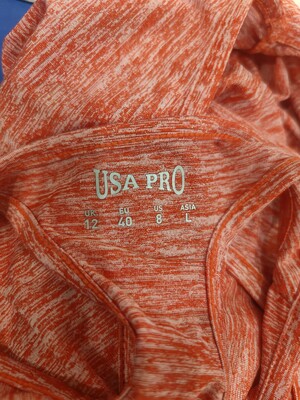 USA PRO
UK EU US ASIA
12 40 8 L